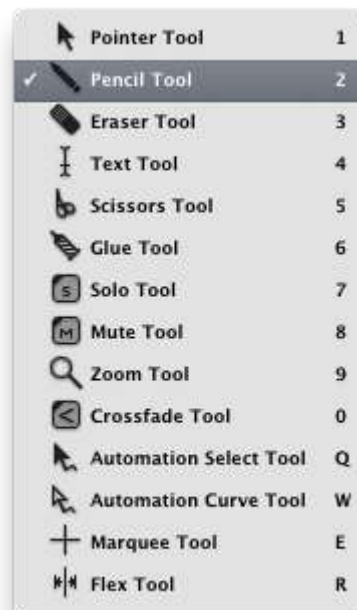 Pointer Tool 1
✓ Pencil Tool 2
Eraser Tool 3
Text Tool 4
Scissors Tool 5
Glue Tool 6
S Solo Tool 7
M Mute Tool 8
Zoom Tool 9
Crossfade Tool 0
Automation Select Tool Q
Automation Curve Tool W
Marquee Tool E
Flex Tool R